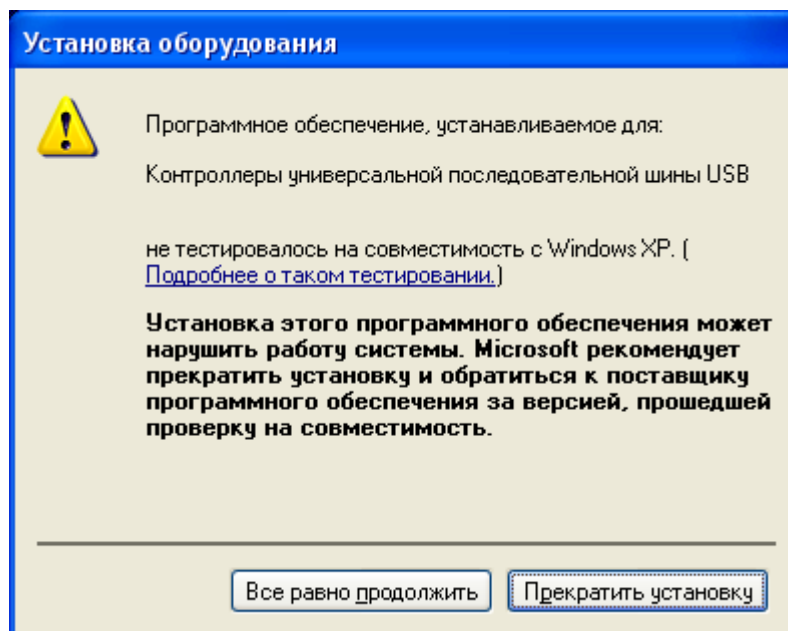 Установка оборудования
Программное обеспечение, устанавливаемое для:
Контроллеры универсальной последовательной шины USB
не тестировалось на совместимость с Windows XP. (
Подробнее о таком тестировании.)
Установка этого программного обеспечения может
нарушить работу системы. Microsoft рекомендует
прекратить установку и обратиться к поставщику
программного обеспечения за версией, прошедшей
проверку на совместимость.
Все равно продолжить
Прекратить установку